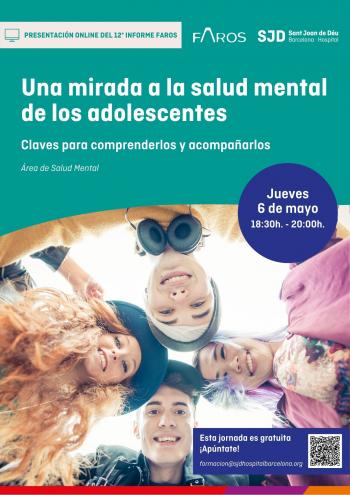 PRESENTACIÓN ONLINE DEL 12º INFORME FAROS
FAROS
SJD Sant Joan de Déu
Barcelona · Hospital
Una mirada a la salud mental
de los adolescentes
Claves para comprenderlos y acompañarlos
Área de Salud Mental
Jueves
6 de mayo
18:30h. - 20:00h.
Esta jornada es gratuita
¡Apúntate!
formacion@sjdhospitalbarcelona.org